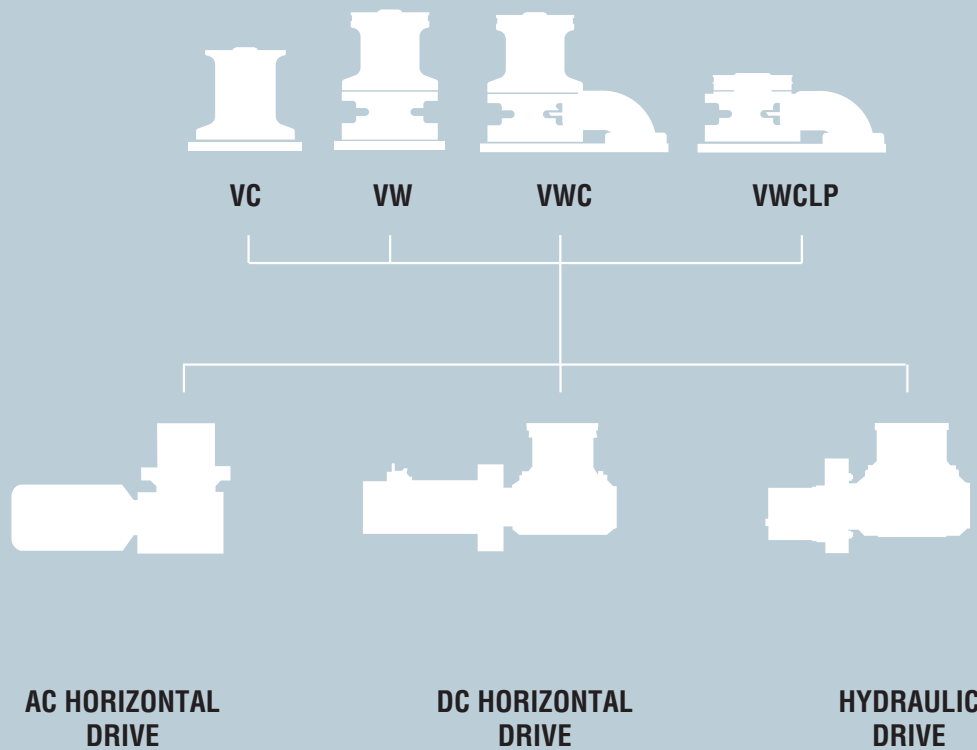 VC
VW
VWC
VWCLP
AC HORIZONTAL
DRIVE
DC HORIZONTAL
DRIVE
HYDRAULIC
DRIVE